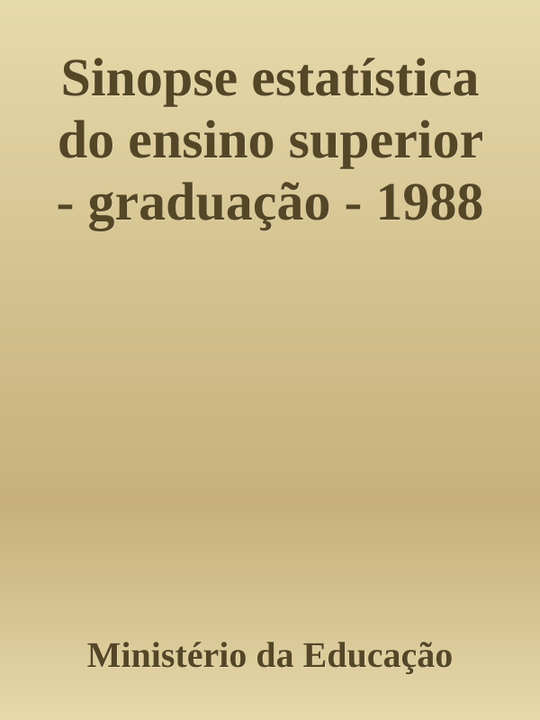 Sinopse estatística
do ensino superior
- graduação - 1988
Ministério da Educação